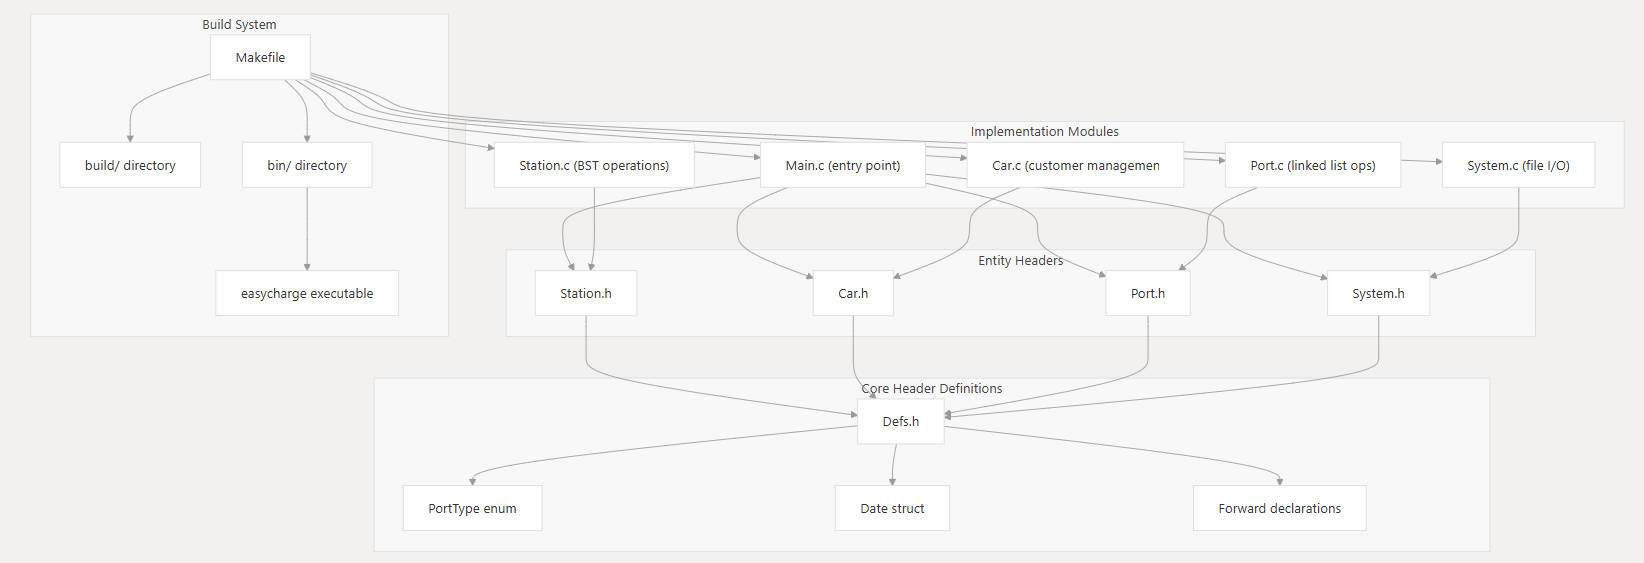 Build System
Makefile
build/ directory
bin/ directory
easycharge executable
Implementation Modules
Station.c (BST operations)
Main.c (entry point)
Car.c (customer managemen
Port.c (linked list ops)
System.c (file I/O)
Entity Headers
Station.h
Car.h
Port.h
System.h
Core Header Definitions
Defs.h
PortType enum
Date struct
Forward declarations